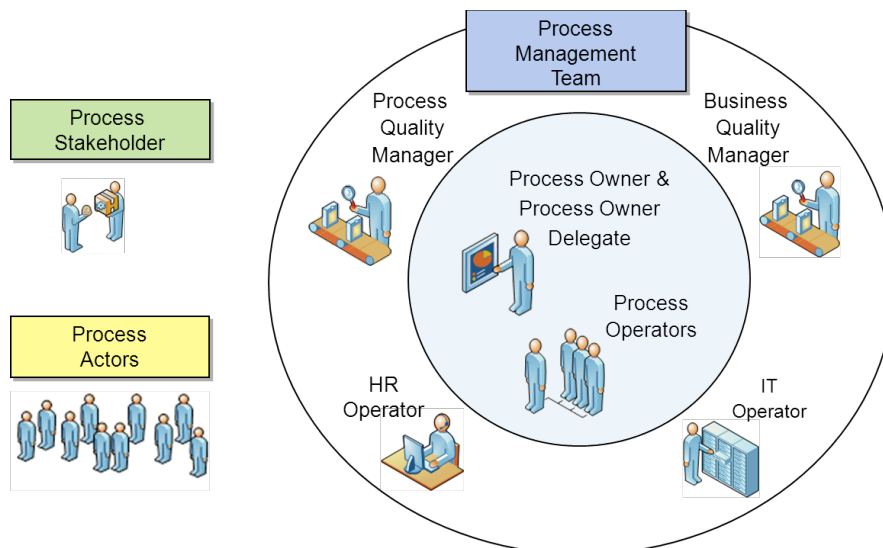 Process
Management
Team
Process
Stakeholder
Process
Quality
Manager
Business
Quality
Manager
Process Owner &
Process Owner
Delegate
Process
Operators
Process
Actors
HR
Operator
IT
Operator